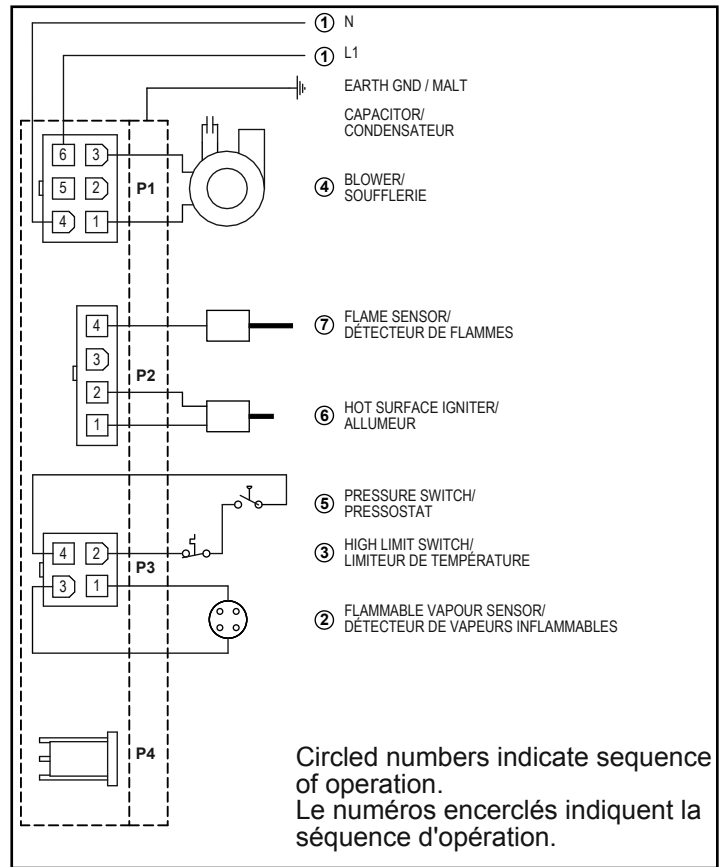 ① N
① L1
EARTH GND / MALT
CAPACITOR/
CONDENSATEUR
6 3
5 2
4 1
P1
④ BLOWER/
SOUFFLERIE
4
3
2
1
P2
⑦ FLAME SENSOR/
DÉTECTEUR DE FLAMMES
⑥ HOT SURFACE IGNITER/
ALLUMEUR
4 2
3 1
P3
⑤ PRESSURE SWITCH/
PRESSOSTAT
③ HIGH LIMIT SWITCH/
LIMITEUR DE TEMPÉRATURE
② FLAMMABLE VAPOUR SENSOR/
DÉTECTEUR DE VAPEURS INFLAMMABLES
P4
Circled numbers indicate sequence
of operation.
Le numéros encerclés indiquent la
séquence d'opération.